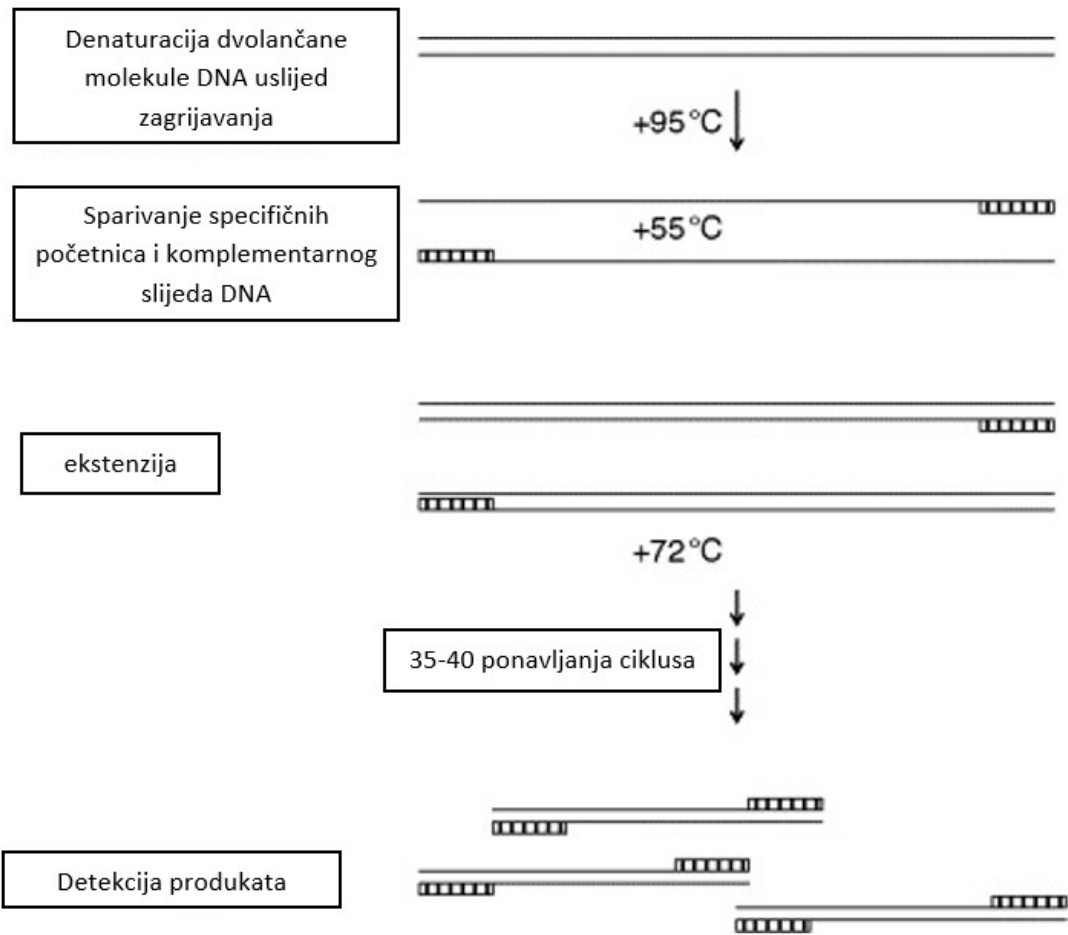 Denaturacija dvolančane
molekule DNA uslijed
zagrijavanja
+95°C
Sparivanje specifičnih
početnica i komplementarnog
slijeda DNA
+55°C
ekstenzija
+72°C
35-40 ponavljanja ciklusa
Detekcija produkata